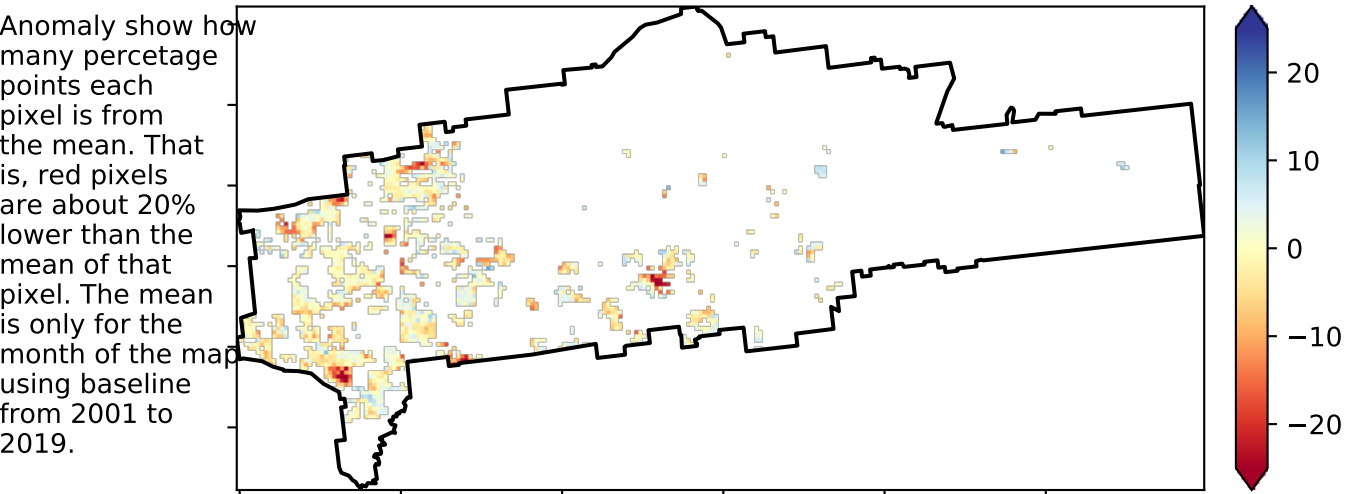 Anomaly show how
many percetage
points each
pixel is from
the mean. That
is, red pixels
are about 20%
lower than the
mean of that
pixel. The mean
is only for the
month of the map
using baseline
from 2001 to
2019.
20
10
0
−10
−20